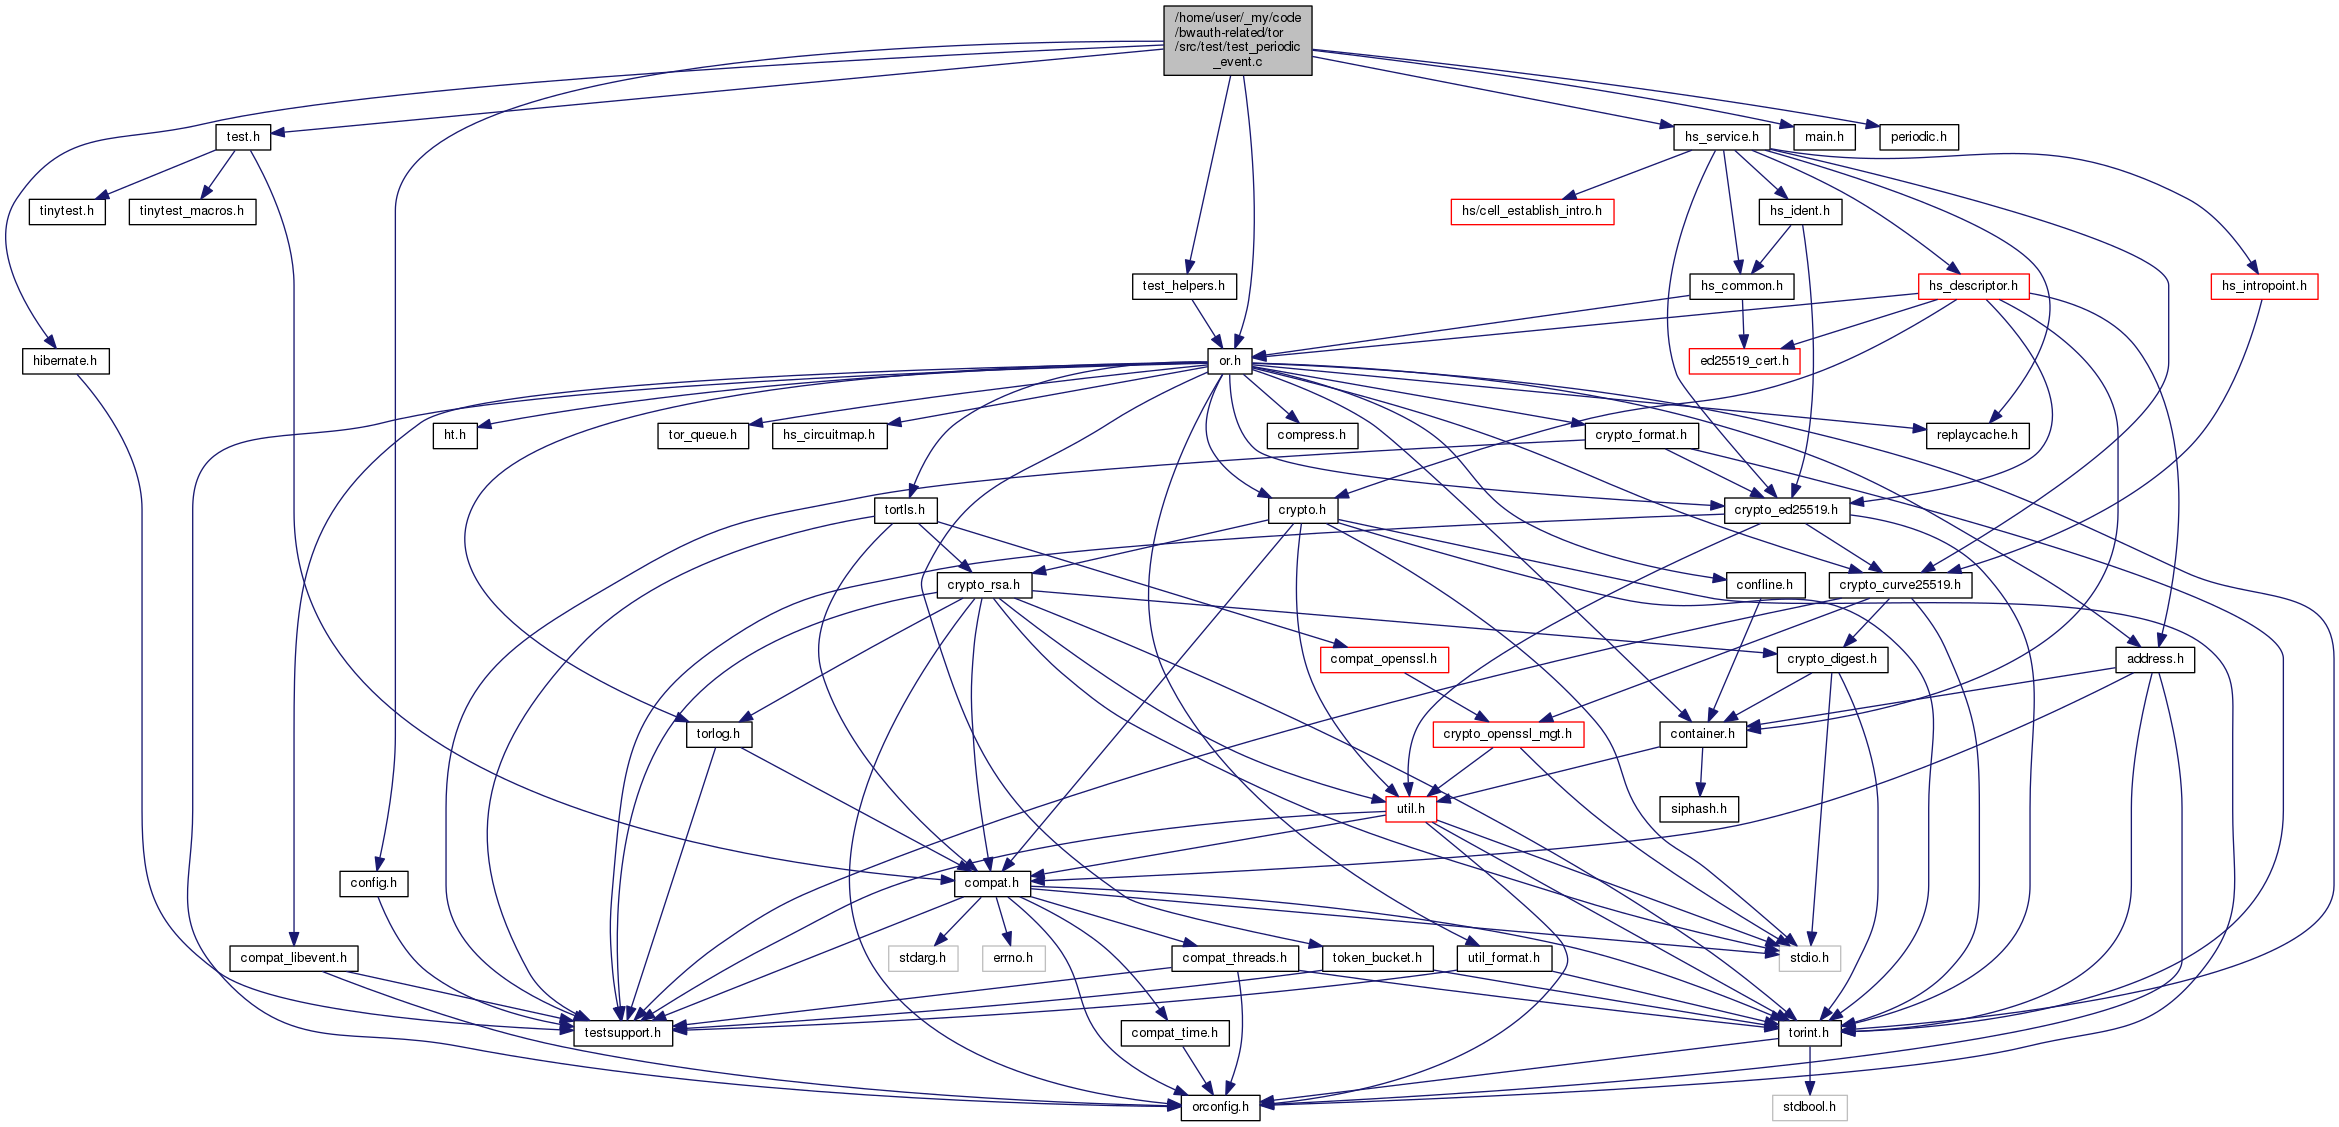 /home/user/_my/code
/bwauth-related/tor
/src/test/test_periodic
_event.c
test.h
hs_service.h
main.h
periodic.h
tinytest.h
tinytest_macros.h
hs/cell_establish_intro.h
hs_ident.h
test_helpers.h
hs_common.h
hs_descriptor.h
hs_intropoint.h
hibernate.h
or.h
ed25519_cert.h
ht.h
tor_queue.h
hs_circuitmap.h
compress.h
crypto_format.h
replaycache.h
tortls.h
crypto.h
crypto_ed25519.h
crypto_rsa.h
confline.h
crypto_curve25519.h
compat_openssl.h
crypto_digest.h
address.h
torlog.h
crypto_openssl_mgt.h
container.h
util.h
siphash.h
config.h
compat.h
compat_libevent.h
stdarg.h
errno.h
compat_threads.h
token_bucket.h
util_format.h
stdio.h
testsupport.h
compat_time.h
torint.h
orconfig.h
stdbool.h